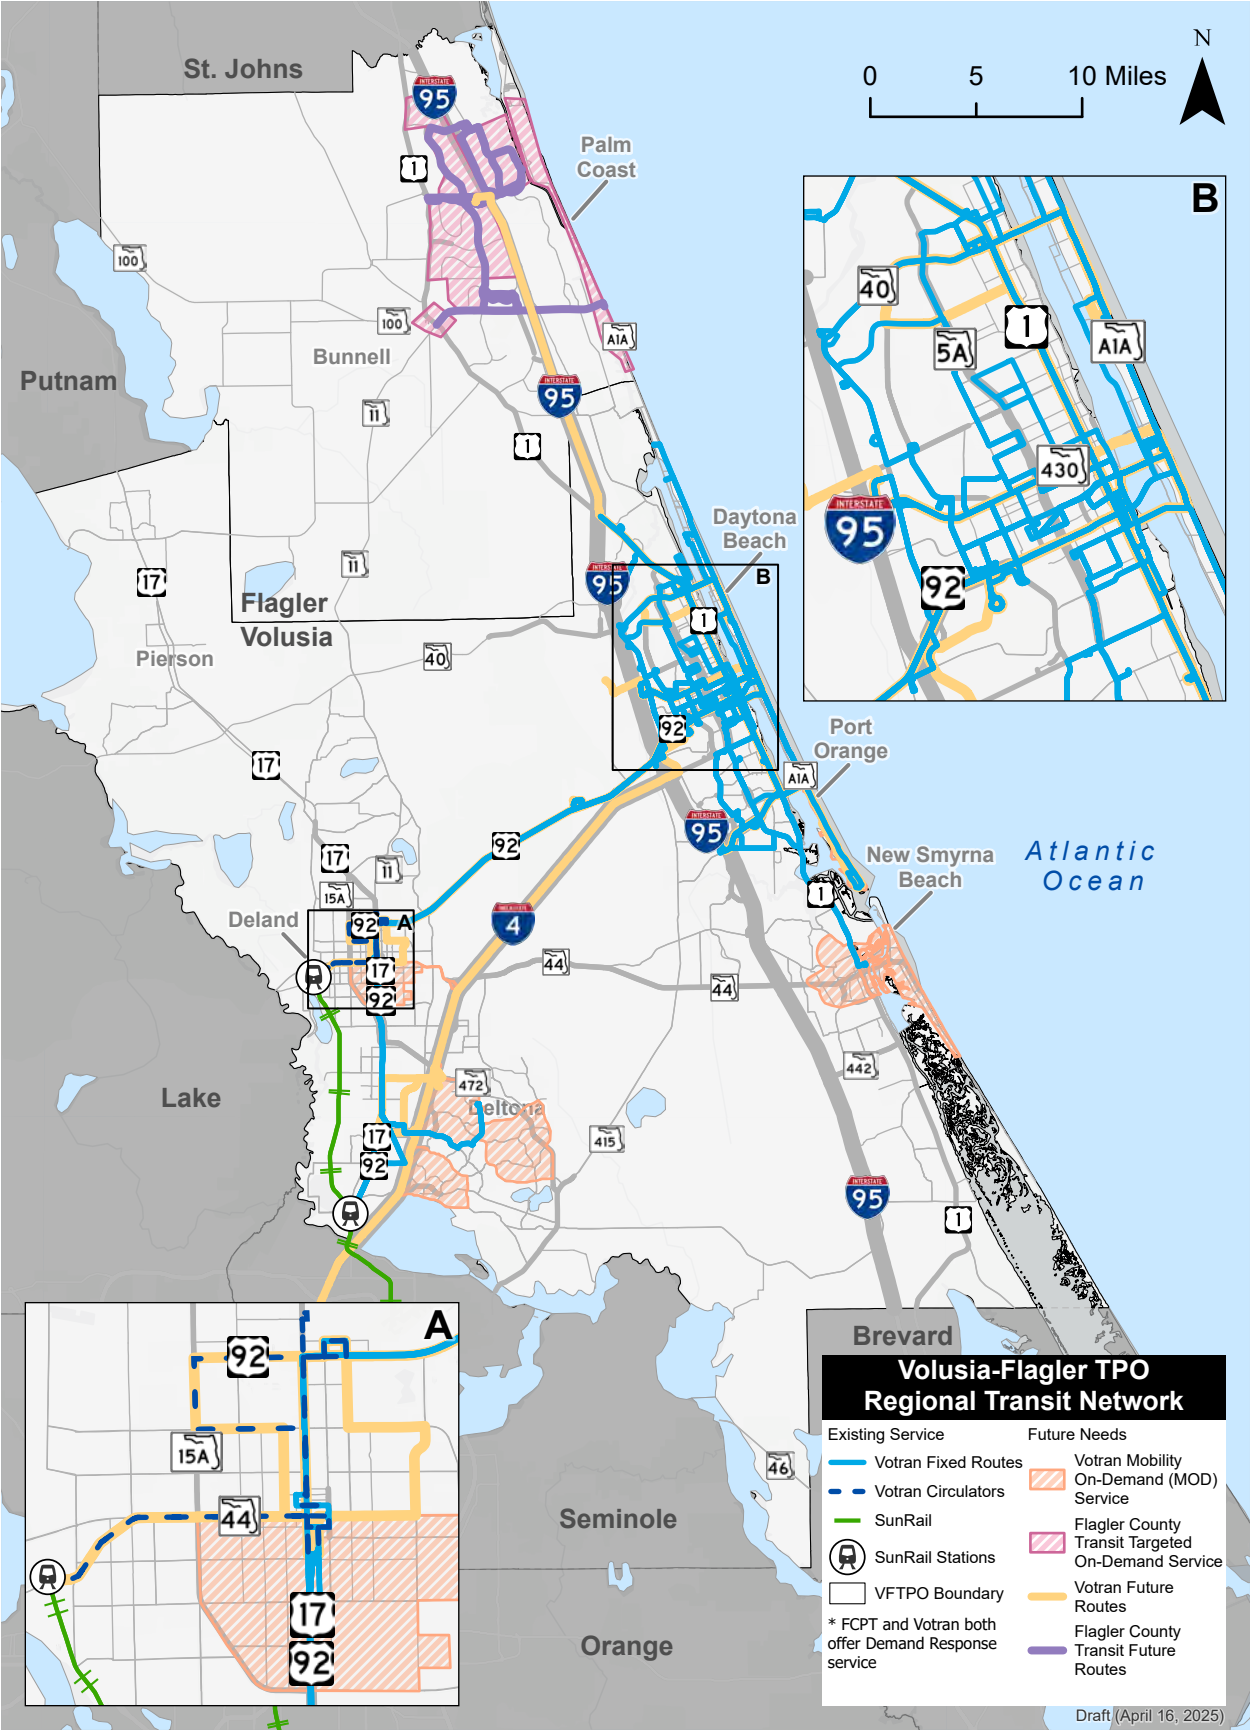 St. Johns
INTERSTATE
95
0 5 10 Miles
N
1
Palm
Coast
100
100
Bunnell
A1A
Putnam
11
INTERSTATE
95
1
B
40
1
5A
A1A
430
INTERSTATE
95
92
Daytona
Beach
11
17
INTERSTATE
95
B
Flagler
Volusia
1
Pierson
40
92
Port
Orange
17
A1A
INTERSTATE
95
92
17
11
15A
New Smyrna
Beach
Atlantic
Ocean
1
Deland
92
A
4
44
17
44
92
442
472
Deltona
Lake
415
17
92
INTERSTATE
95
1
A
92
15A
44
17
92
Brevard
46
Seminole
Orange
Volusia-Flagler TPO
Regional Transit Network
Existing Service
Votran Fixed Routes
Votran Circulators
SunRail
SunRail Stations
VFTPO Boundary
* FCPT and Votran both
offer Demand Response
service
Future Needs
Votran Mobility
On-Demand (MOD)
Service
Flagler County
Transit Targeted
On-Demand Service
Votran Future
Routes
Flagler County
Transit Future
Routes
Draft (April 16, 2025)